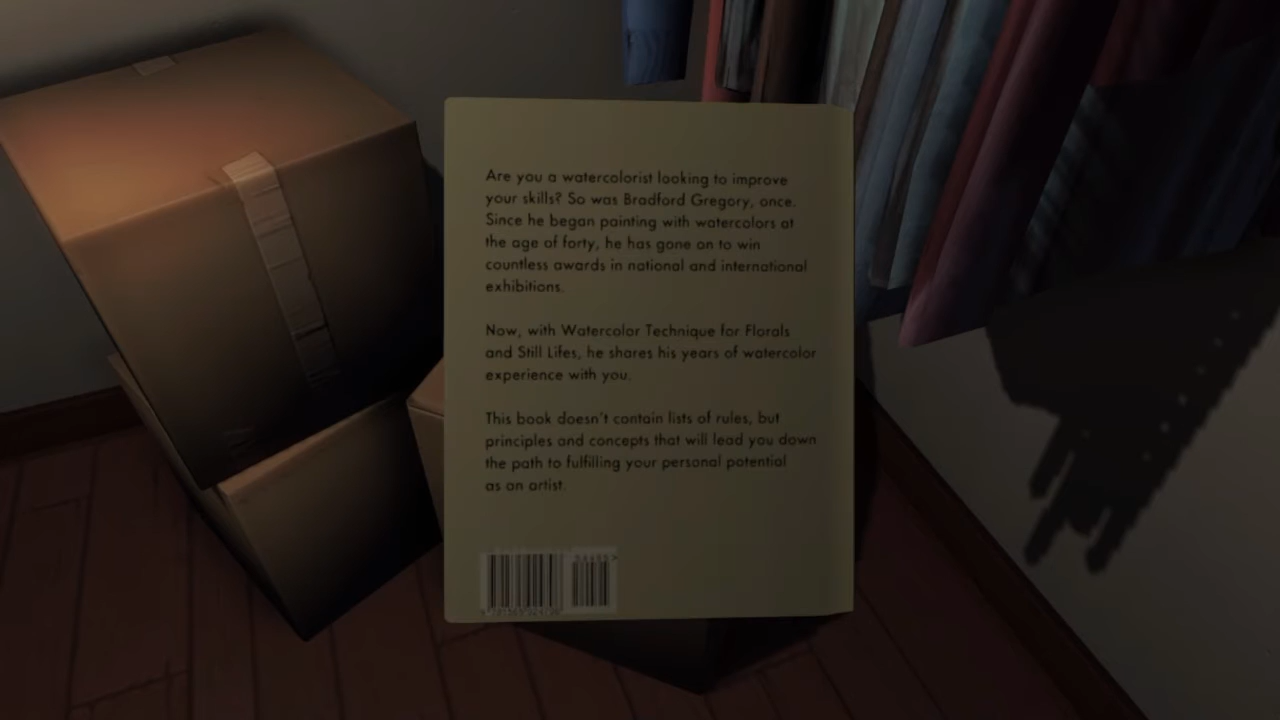 Are you a watercolorist looking to improve
your skills? So was Bradford Gregory, once.
Since he began painting with watercolors at
the age of forty, he has gone on to win
countless awards in national and international
exhibitions.
Now, with Watercolor Technique for Florals
and Still Lifes, he shares his years of watercolor
experience with you.
This book doesn't contain lists of rules, but
principles and concepts that will lead you down
the path to fulfilling your personal potential
as an artist.